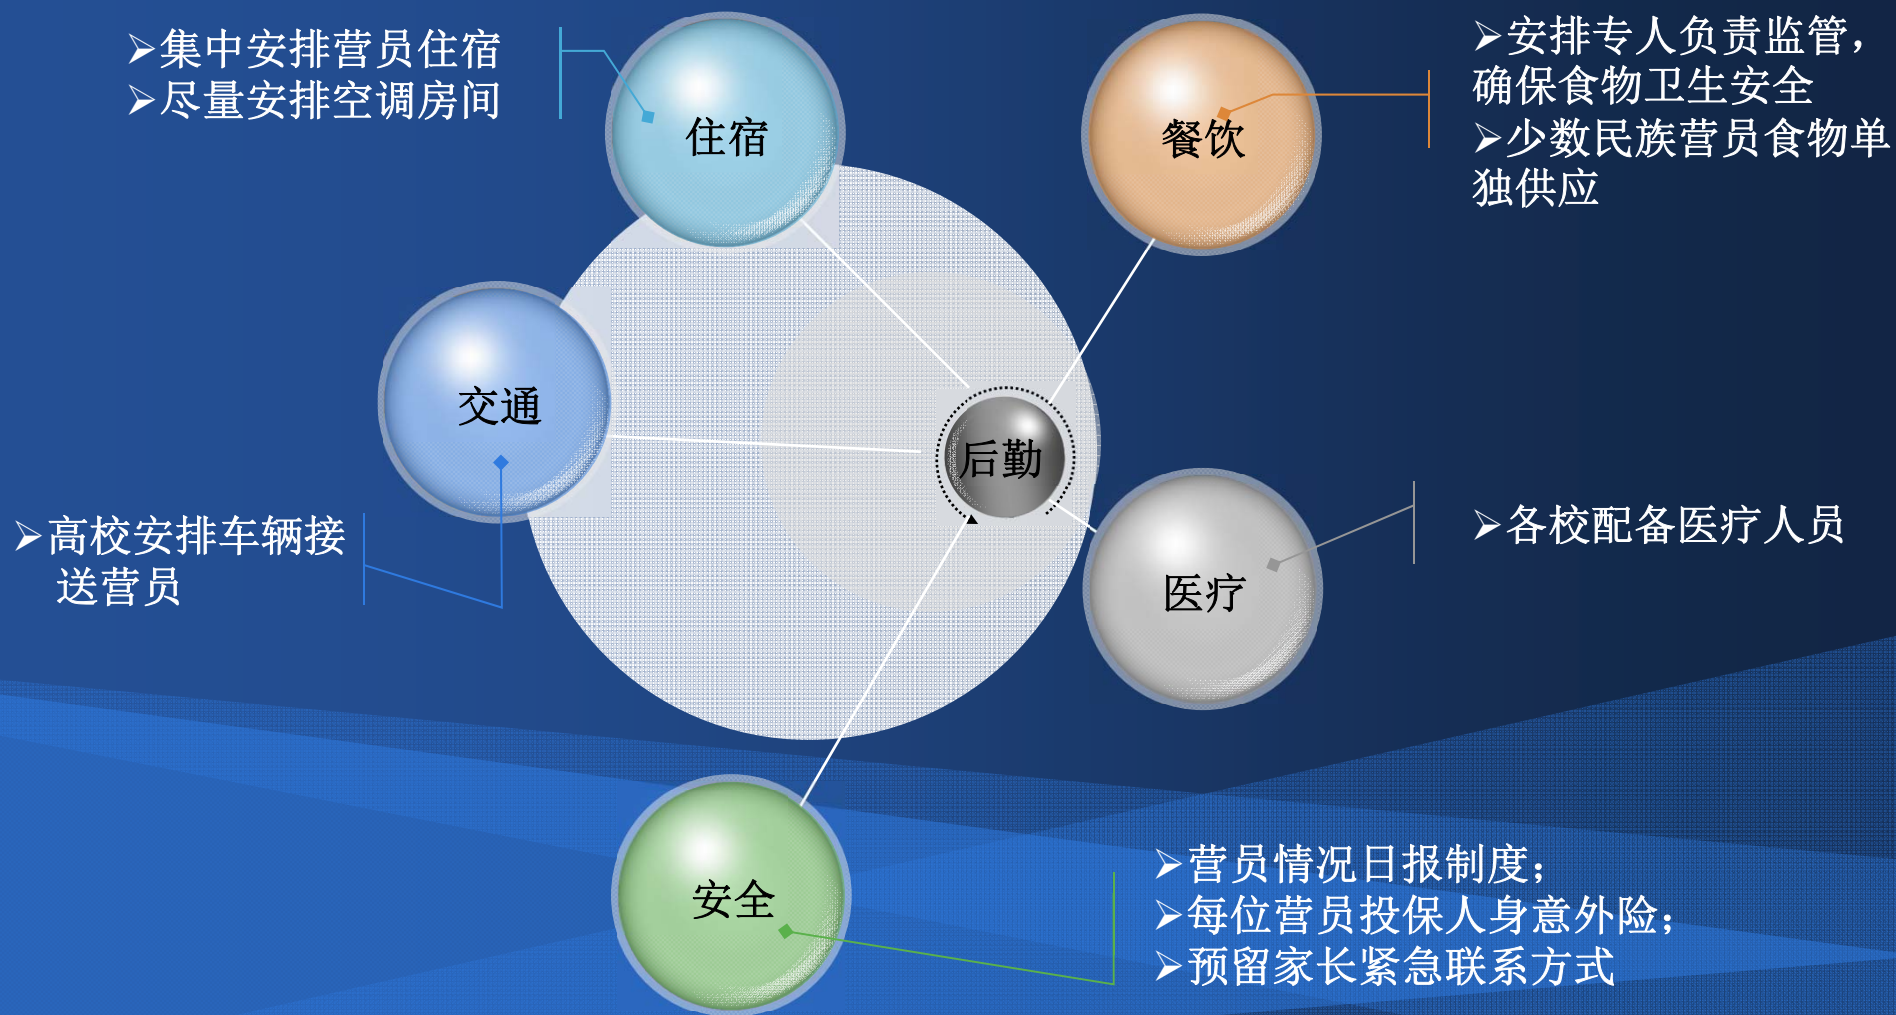 ➢集中安排营员住宿
➢尽量安排空调房间
住宿
餐饮
➢安排专人负责监管，
确保食物卫生安全
➢少数民族营员食物单
独供应
交通
后勤
➢高校安排车辆接
送营员
医疗
➢各校配备医疗人员
安全
➢营员情况日报制度；
➢每位营员投保人身意外险；
➢预留家长紧急联系方式